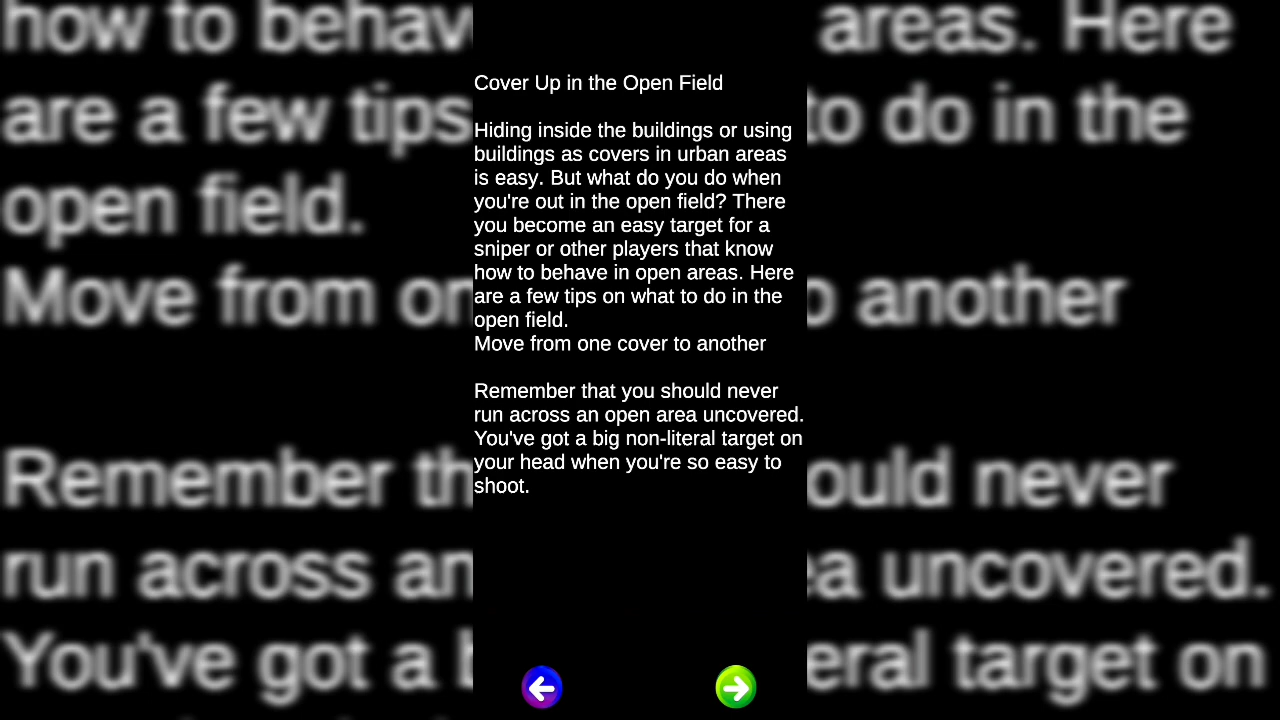 Cover Up in the Open Field
Hiding inside the buildings or using
buildings as covers in urban areas
is easy. But what do you do when
you're out in the open field? There
you become an easy target for a
sniper or other players that know
how to behave in open areas. Here
are a few tips on what to do in the
open field.
Move from one cover to another
Remember that you should never
run across an open area uncovered.
You've got a big non-literal target on
your head when you're so easy to
shoot.